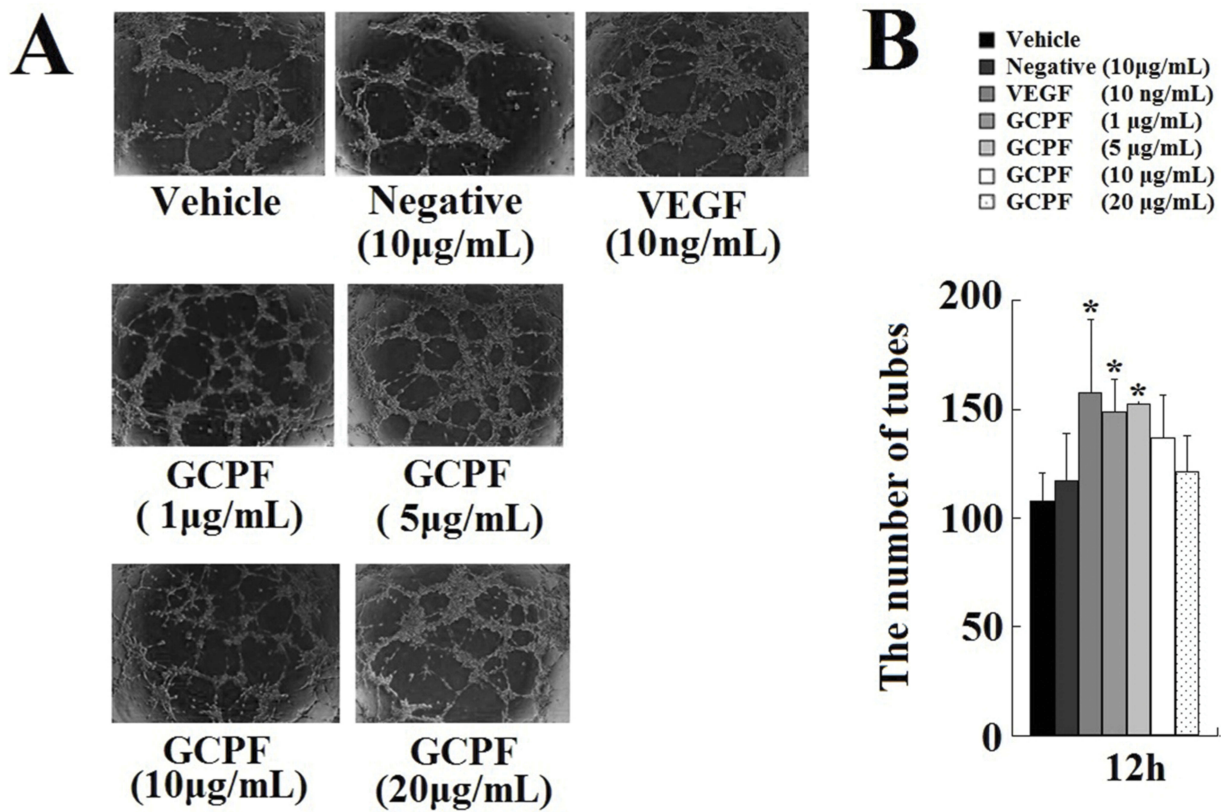 A
Vehicle
Negative
(10µg/mL)
VEGF
(10ng/mL)
GCPF
( 1µg/mL)
GCPF
( 5µg/mL)
GCPF
(10µg/mL)
GCPF
(20µg/mL)
B
Vehicle
Negative (10µg/mL)
VEGF (10 ng/mL)
GCPF (1 µg/mL)
GCPF (5 µg/mL)
GCPF (10 µg/mL)
GCPF (20 µg/mL)
The number of tubes
200
150
100
50
0
* * *
12h